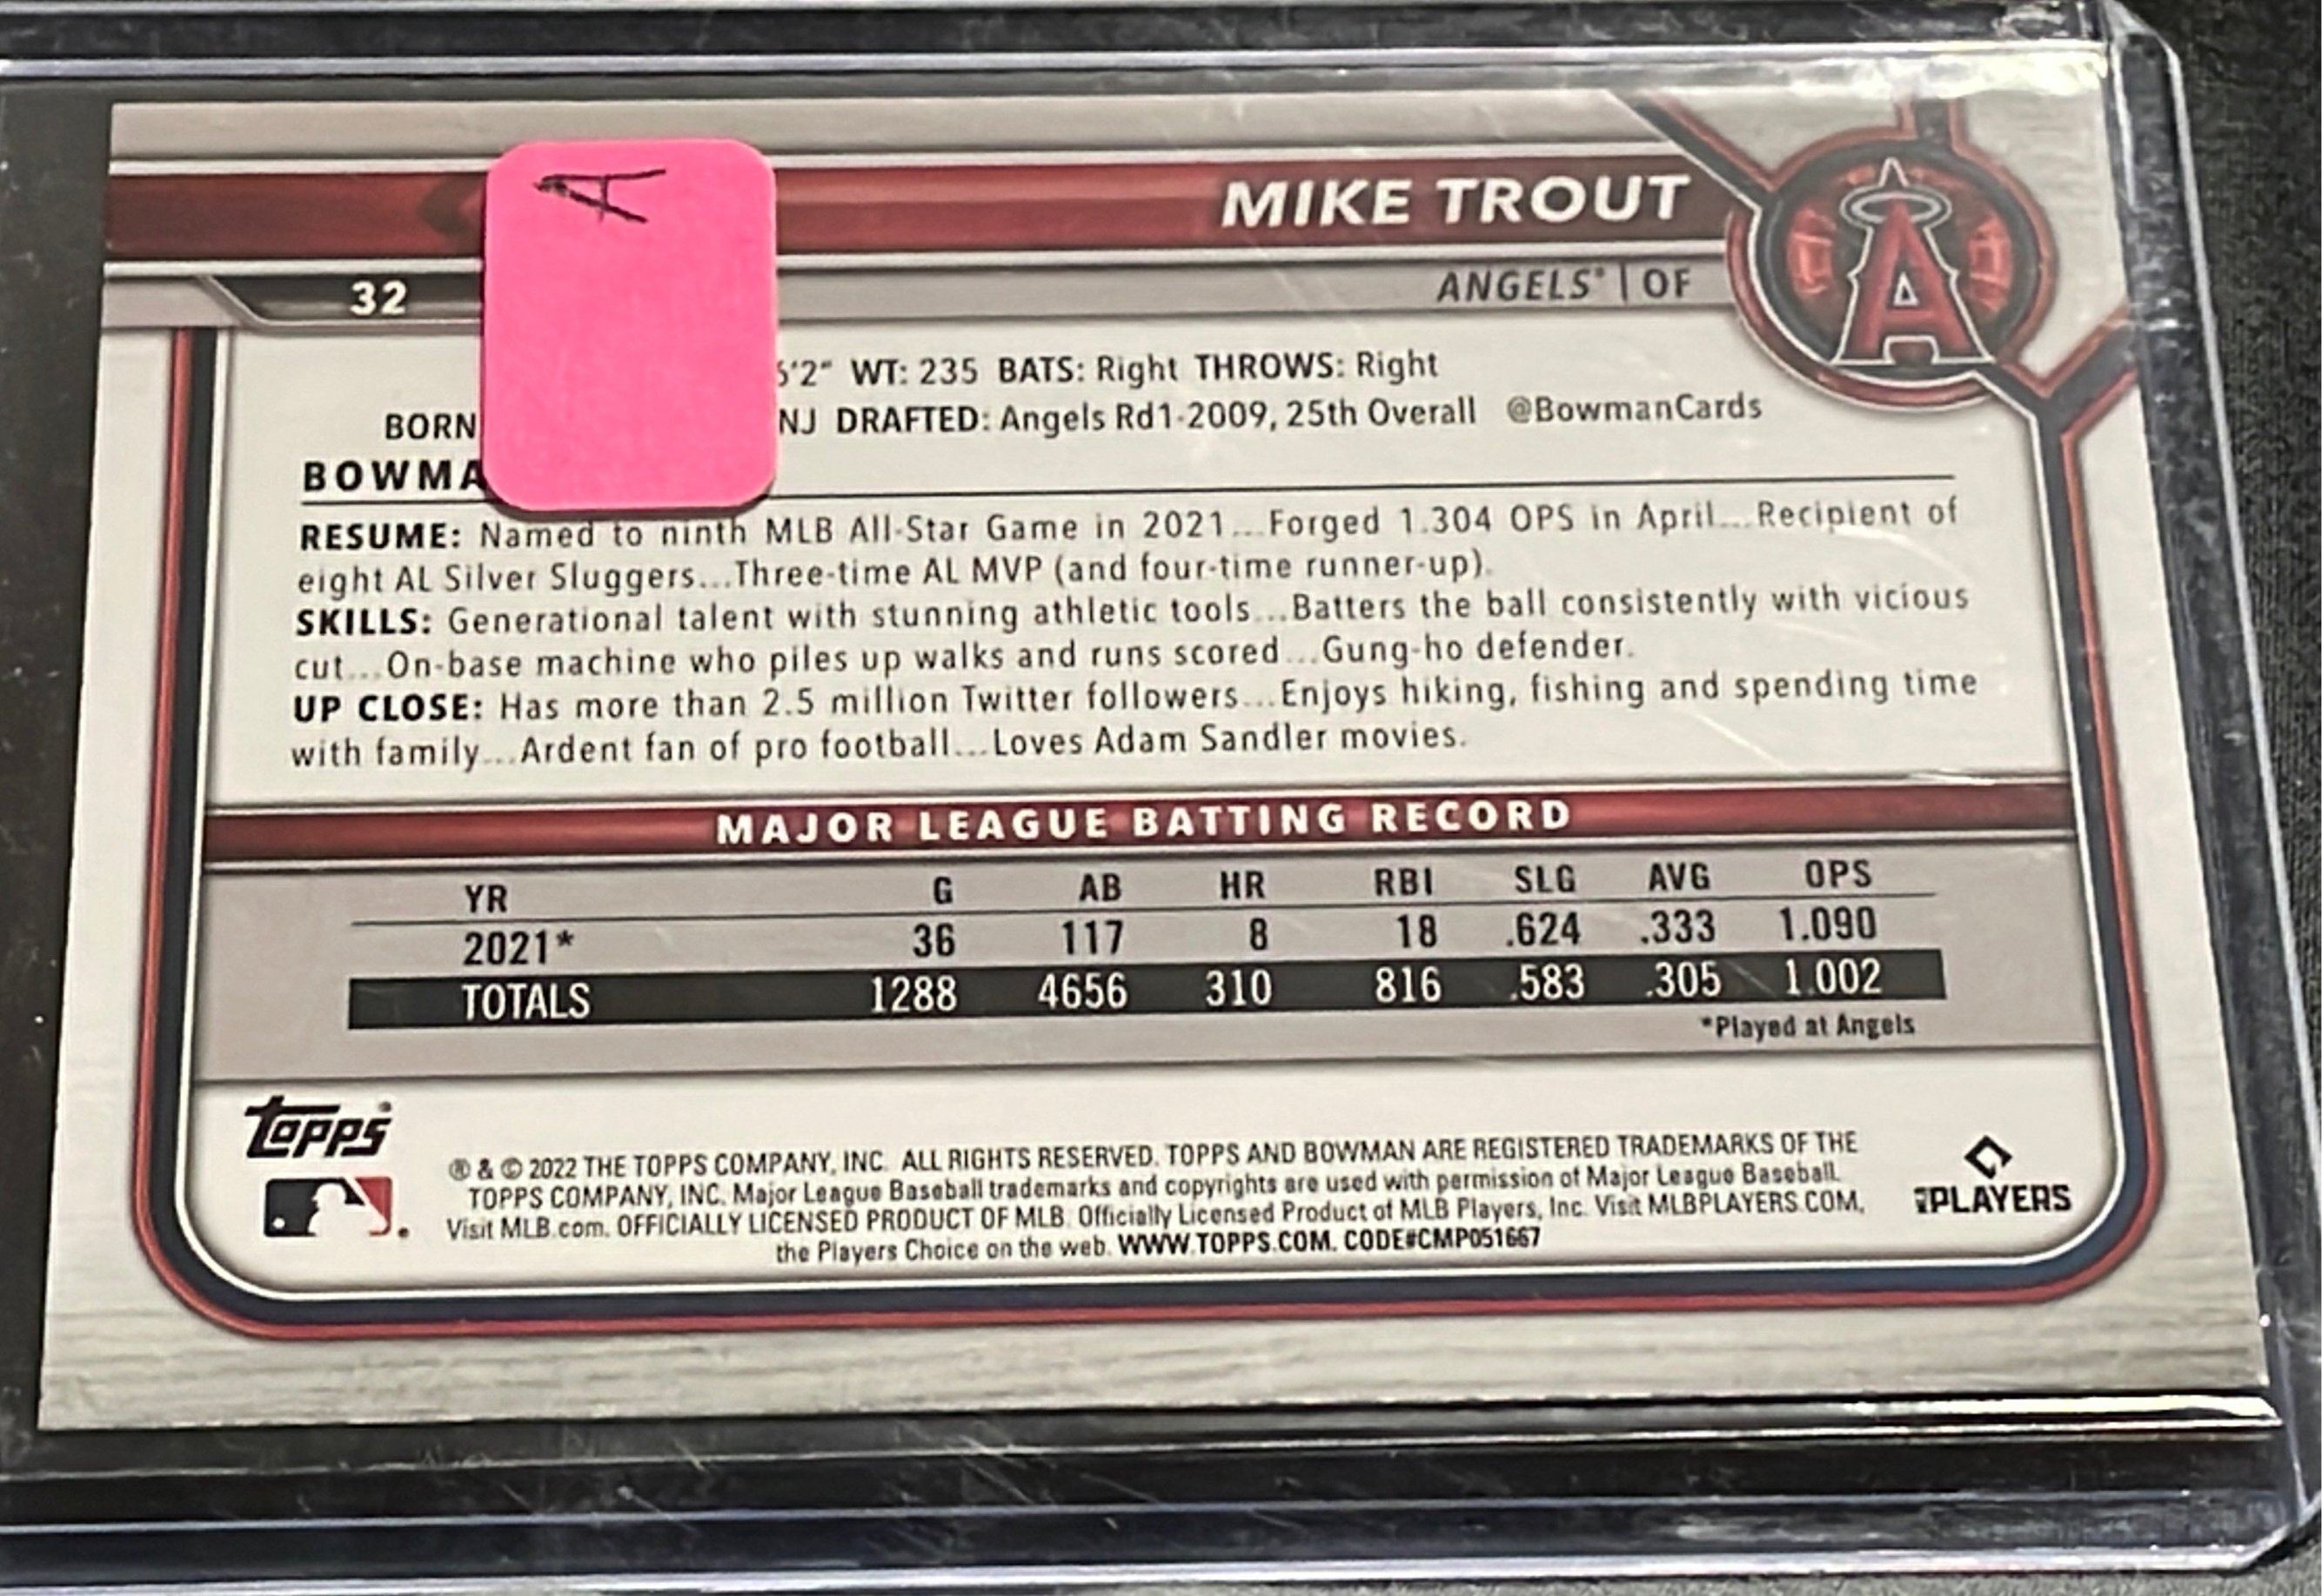 A
MIKE TROUT
A
32
ANGELS® | OF
6'2" WT: 235 BATS: Right THROWS: Right
BORN NJ DRAFTED: Angels Rd1-2009, 25th Overall @BowmanCards
BOWMA
RESUME: Named to ninth MLB All-Star Game in 2021...Forged 1.304 OPS in April...Recipient of
eight AL Silver Sluggers...Three-time AL MVP (and four-time runner-up).
SKILLS: Generational talent with stunning athletic tools...Batters the ball consistently with vicious
cut...On-base machine who piles up walks and runs scored...Gung-ho defender.
UP CLOSE: Has more than 2.5 million Twitter followers...Enjoys hiking, fishing and spending time
with family...Ardent fan of pro football...Loves Adam Sandler movies.
MAJOR LEAGUE BATTING RECORD
YR G AB HR RBI SLG AVG OPS
2021* 36 117 8 18 .624 .333 1.090
TOTALS 1288 4656 310 816 .583 .305 1.002
*Played at Angels
topps®
® & © 2022 THE TOPPS COMPANY, INC. ALL RIGHTS RESERVED. TOPPS AND BOWMAN ARE REGISTERED TRADEMARKS OF THE
TOPPS COMPANY, INC. Major League Baseball trademarks and copyrights are used with permission of Major League Baseball.
Visit MLB.com. OFFICIALLY LICENSED PRODUCT OF MLB. Officially Licensed Product of MLB Players, Inc. Visit MLBPLAYERS.COM,
the Players Choice on the web. WWW.TOPPS.COM. CODE#CMP051667
PLAYERS